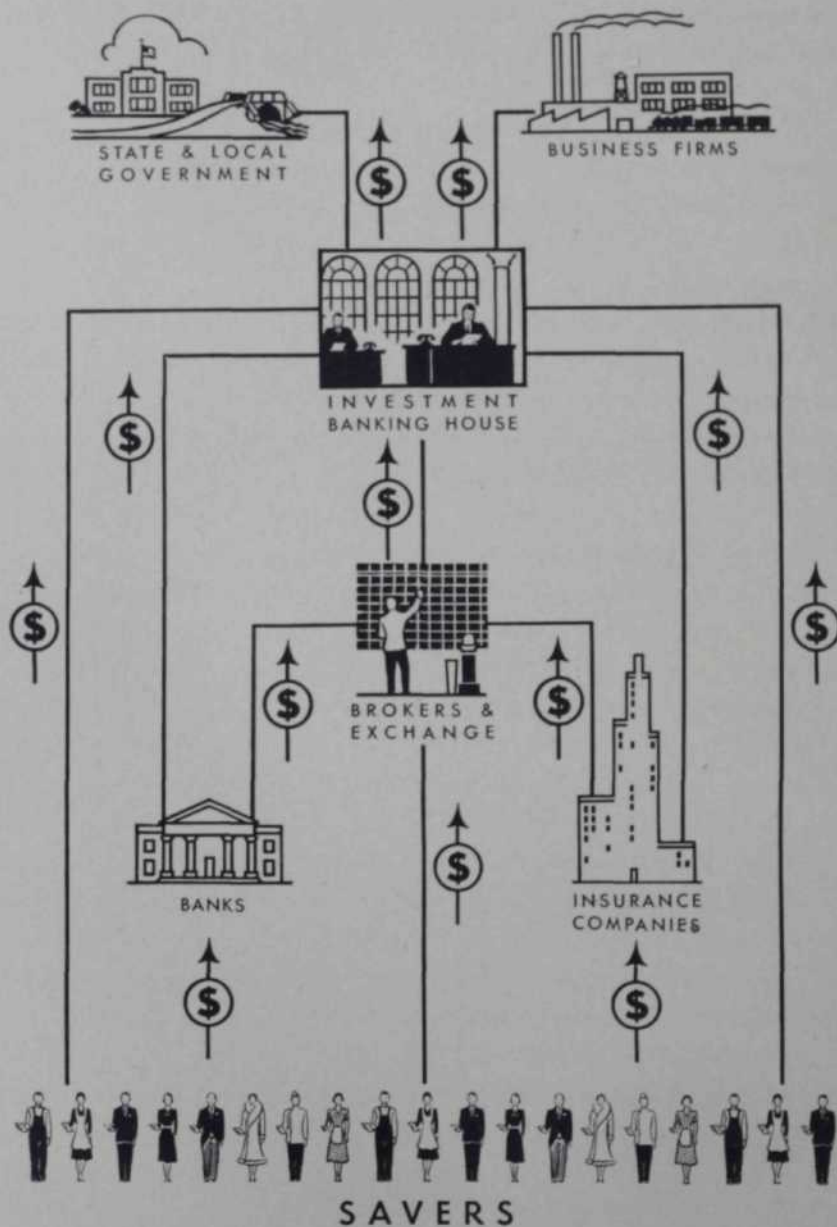 STATE & LOCAL
GOVERNMENT
BUSINESS FIRMS
$
$
INVESTMENT
BANKING HOUSE
$
$
$
$
$
BROKERS &
EXCHANGE
$
$
$
BANKS
INSURANCE
COMPANIES
$
$
SAVERS